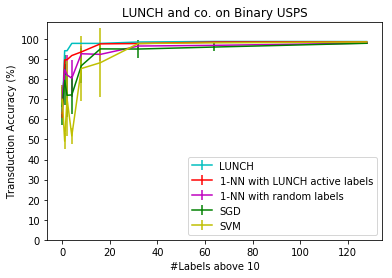 LUNCH and co. on Binary USPS
Transduction Accuracy (%)
100
90
80
70
60
50
40
30
20
10
0
LUNCH
1-NN with LUNCH active labels
1-NN with random labels
SGD
SVM
0 20 40 60 80 100 120
#Labels above 10